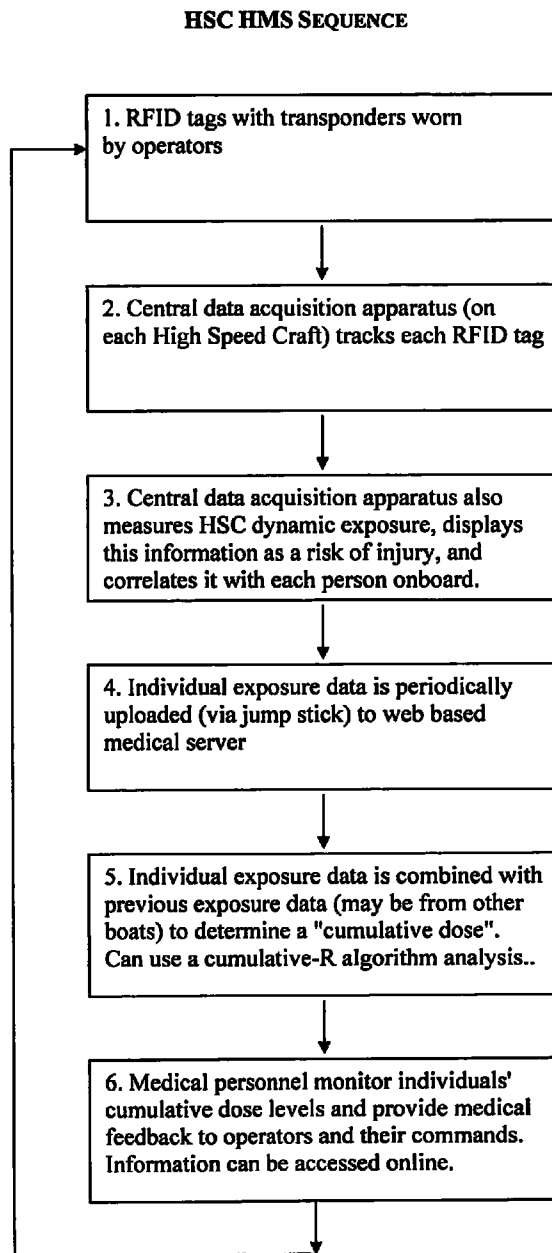 HSC HMS SEQUENCE
1. RFID tags with transponders worn
by operators
2. Central data acquisition apparatus (on
each High Speed Craft) tracks each RFID tag
3. Central data acquisition apparatus also
measures HSC dynamic exposure, displays
this information as a risk of injury, and
correlates it with each person onboard.
4. Individual exposure data is periodically
uploaded (via jump stick) to web based
medical server
5. Individual exposure data is combined with
previous exposure data (may be from other
boats) to determine a "cumulative dose".
Can use a cumulative-R algorithm analysis..
6. Medical personnel monitor individuals'
cumulative dose levels and provide medical
feedback to operators and their commands.
Information can be accessed online.